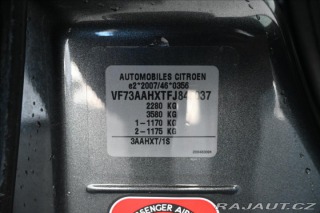 AUTOMOBILES CITROEN
e2*2007/46*0356
2280 KG
3580 KG
1-1170 KG
2-1175 KG
3AAHXT/1S
RAJAUT.CZ